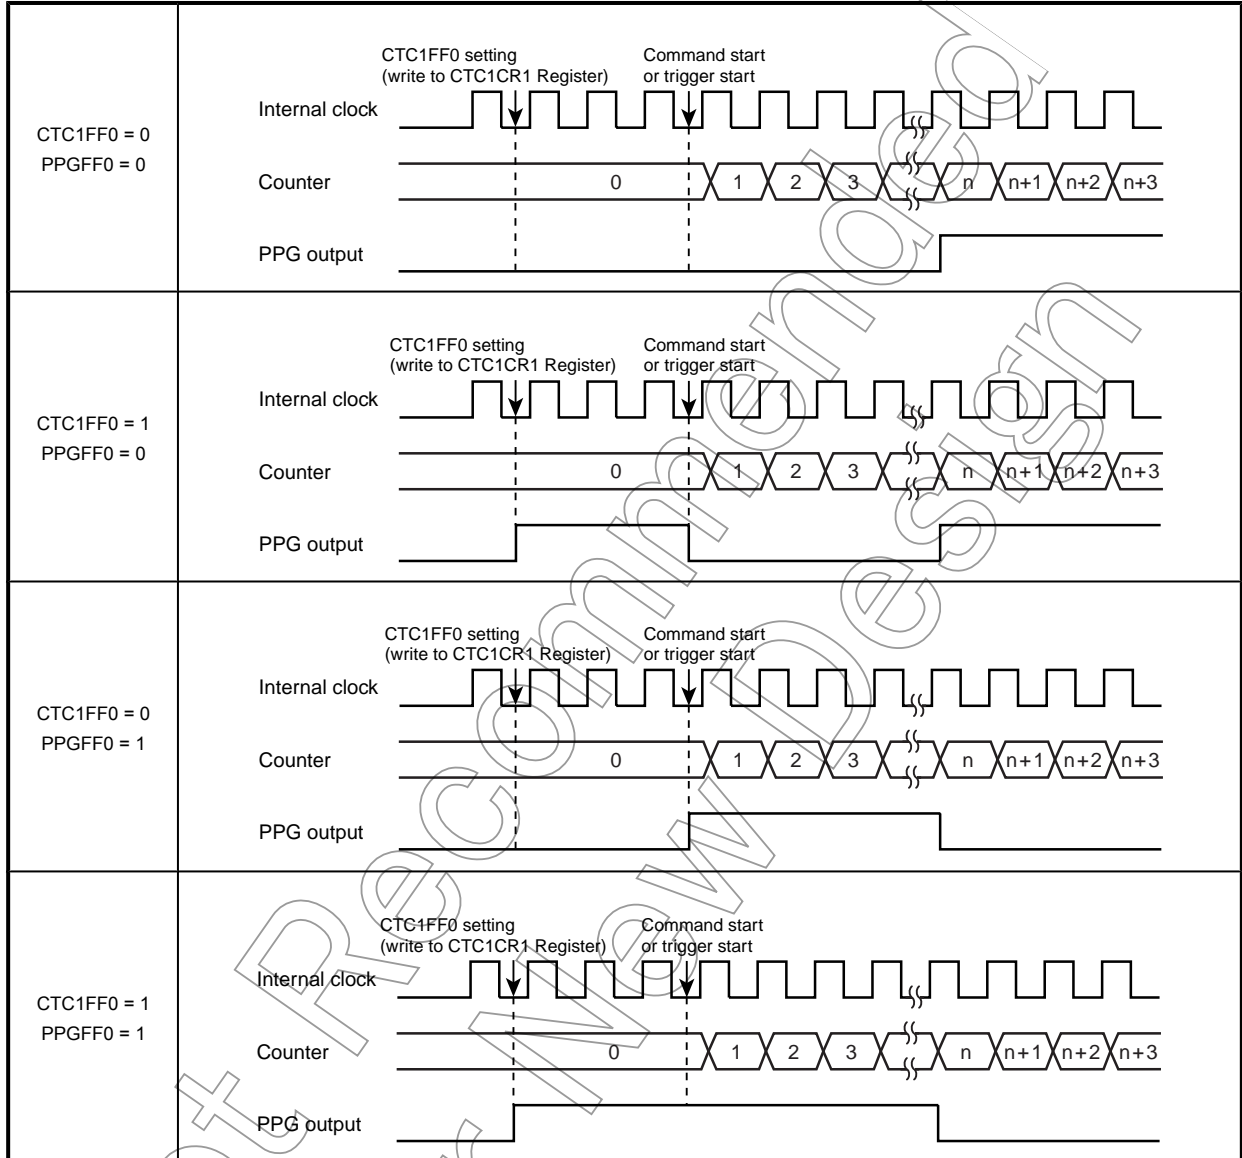 CTC1FF0 = 0
PPGFF0 = 0
CTC1FF0 setting
(write to CTC1CR1 Register)
Command start
or trigger start
Internal clock
Counter
0 1 2 3 n n+1 n+2 n+3
PPG output
CTC1FF0 = 1
PPGFF0 = 0
CTC1FF0 setting
(write to CTC1CR1 Register)
Command start
or trigger start
Internal clock
Counter
0 1 2 3 n n+1 n+2 n+3
PPG output
CTC1FF0 = 0
PPGFF0 = 1
CTC1FF0 setting
(write to CTC1CR1 Register)
Command start
or trigger start
Internal clock
Counter
0 1 2 3 n n+1 n+2 n+3
PPG output
CTC1FF0 = 1
PPGFF0 = 1
CTC1FF0 setting
(write to CTC1CR1 Register)
Command start
or trigger start
Internal clock
Counter
0 1 2 3 n n+1 n+2 n+3
PPG output
Recommended
New Design